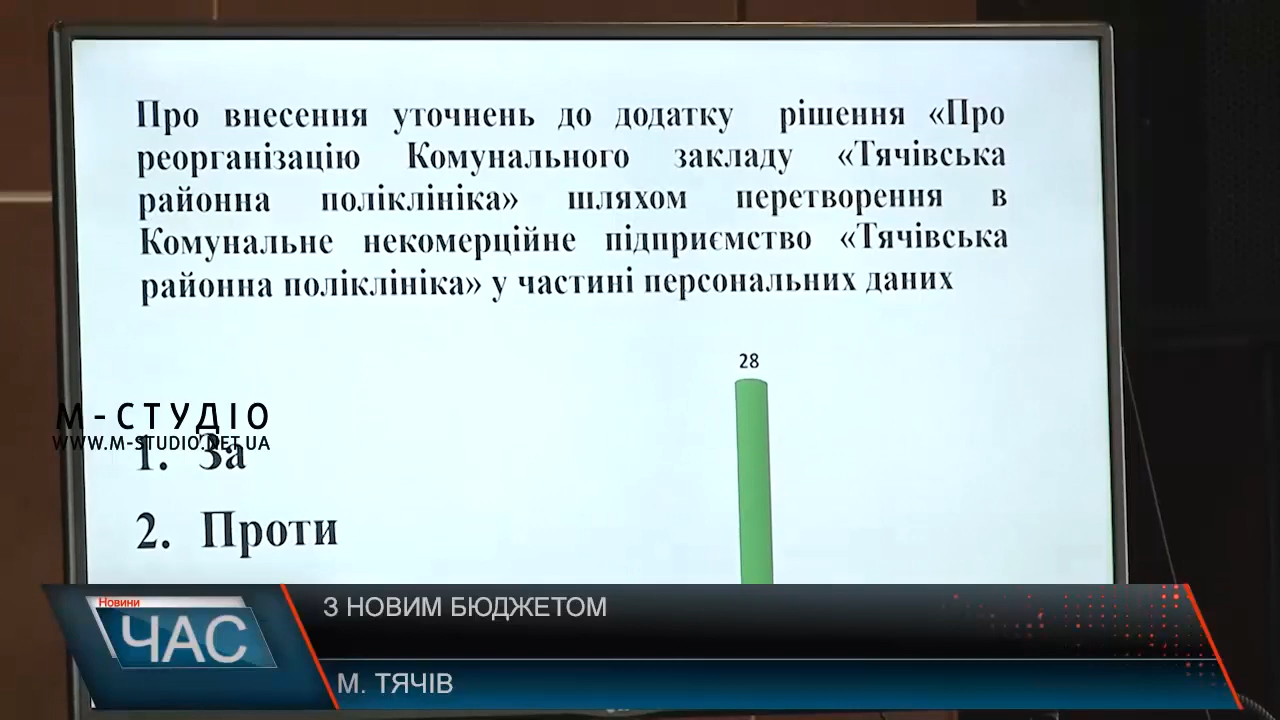 Про внесення уточнень до додатку рішення «Про
реорганізацію Комунального закладу «Тячівська
районна поліклініка» шляхом перетворення в
Комунальне некомерційне підприємство «Тячівська
районна поліклініка» у частині персональних даних
28
М-СТУДІО
WWW.M-STUDIO.NET.UA
1. За
2. Проти
Новини
ЧАС
З НОВИМ БЮДЖЕТОМ
М. ТЯЧІВ